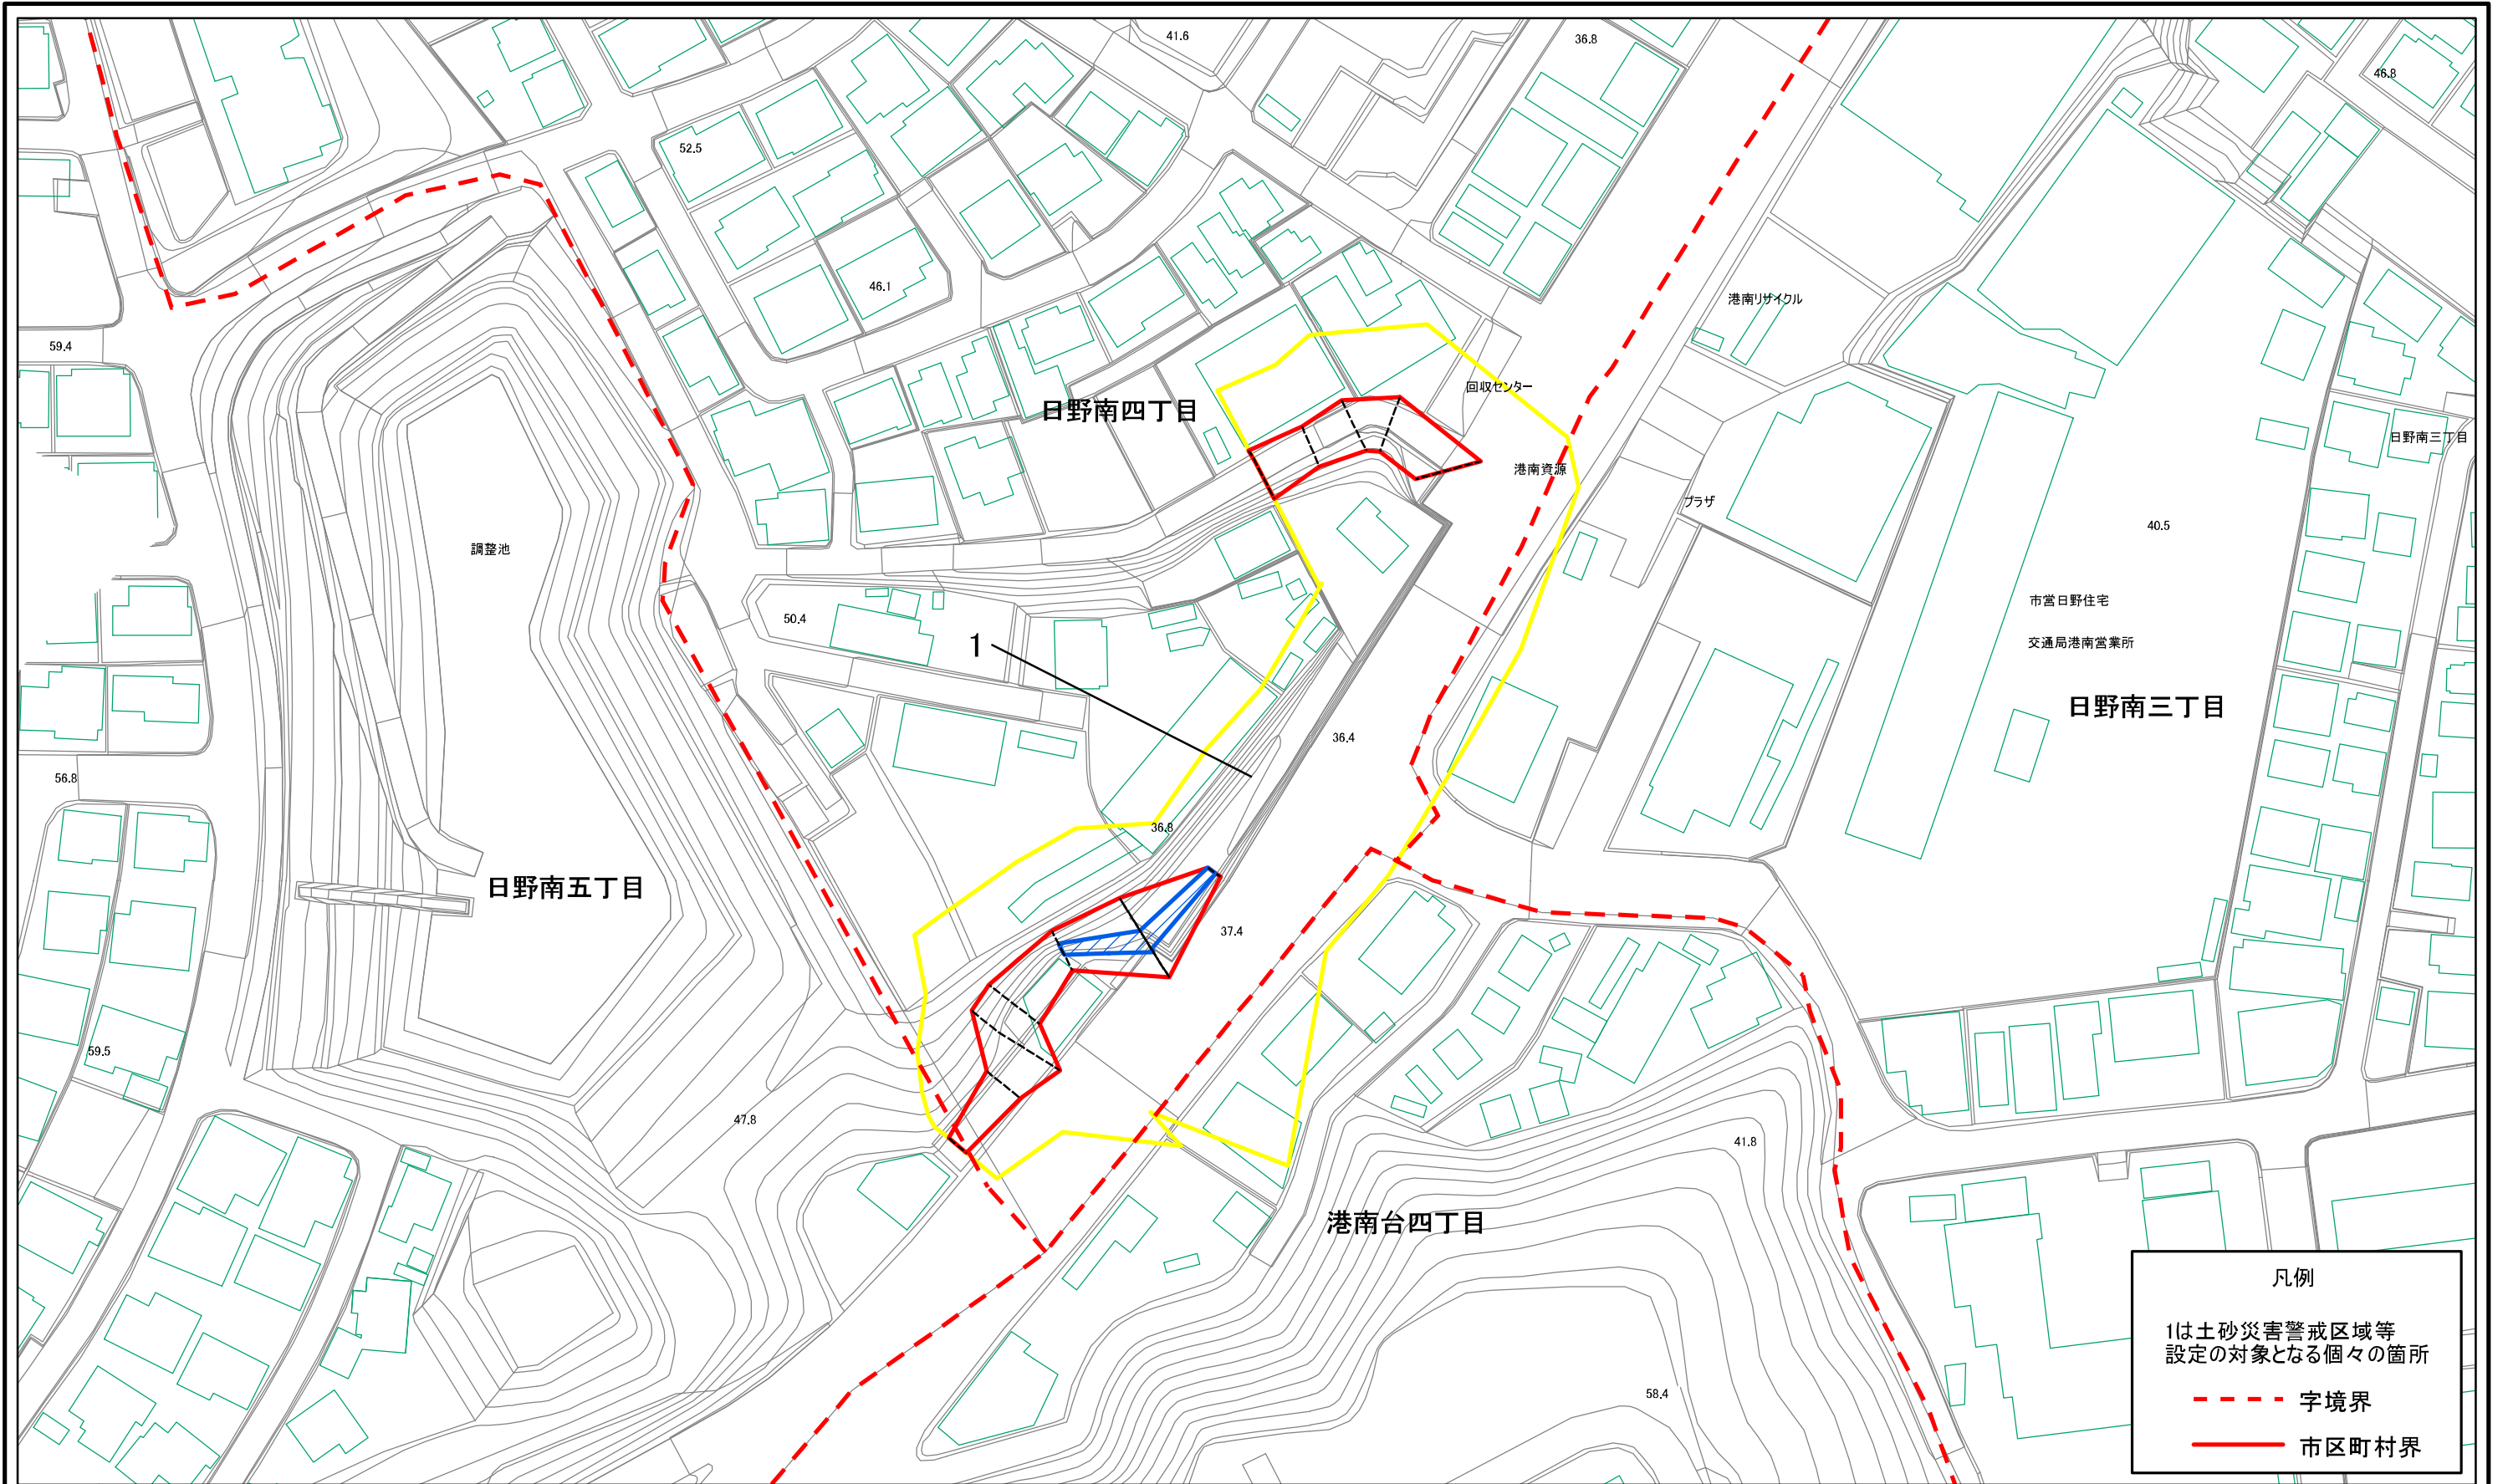 41.6
36.8
46.8
52.5
46.1
港南リサイクル
59.4
回収センター
日野南四丁目
日野南三丁目
港南資源
プラザ
40.5
調整池
市営日野住宅
50.4
1
交通局港南営業所
日野南三丁目
36.4
56.8
36.8
日野南五丁目
37.4
59.5
47.8
41.8
港南台四丁目
58.4
凡例
1は土砂災害警戒区域等
設定の対象となる個々の箇所
字境界
市区町村界